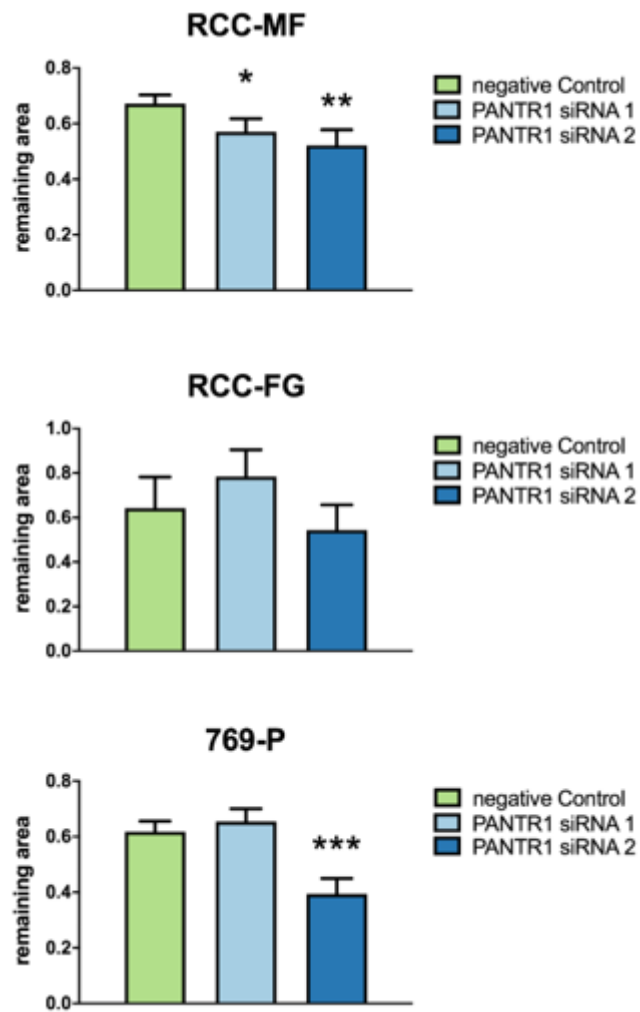 RCC-MF
remaining area
0.8
0.6
0.4
0.2
0.0
*
**
negative Control
PANTR1 siRNA 1
PANTR1 siRNA 2
RCC-FG
remaining area
1.0
0.8
0.6
0.4
0.2
0.0
negative Control
PANTR1 siRNA 1
PANTR1 siRNA 2
769-P
remaining area
0.8
0.6
0.4
0.2
0.0
***
negative Control
PANTR1 siRNA 1
PANTR1 siRNA 2